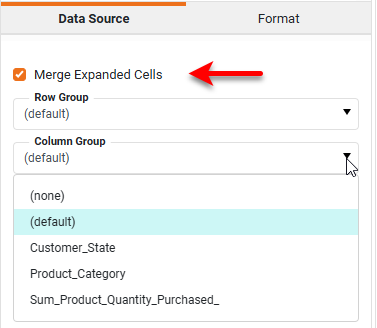 Data Source Format
Merge Expanded Cells
Row Group
(default)
Column Group
(default)
(none)
(default)
Customer_State
Product_Category
Sum_Product_Quantity_Purchased_